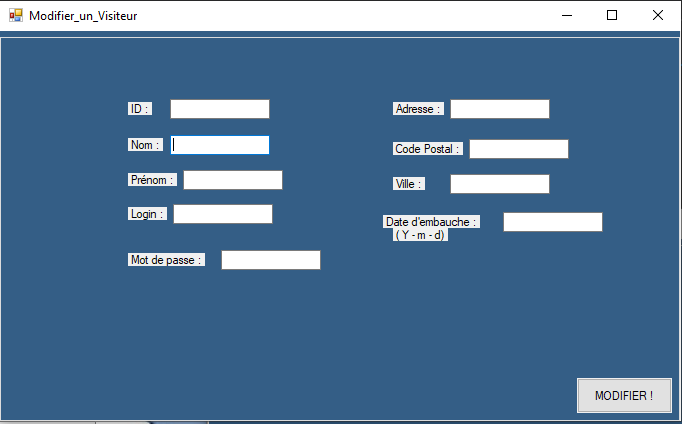 Modifier_un_Visiteur
ID :
Nom :
Prénom :
Login :
Mot de passe :
Adresse :
Code Postal :
Ville :
Date d'embauche :
( Y - m - d)
MODIFIER !